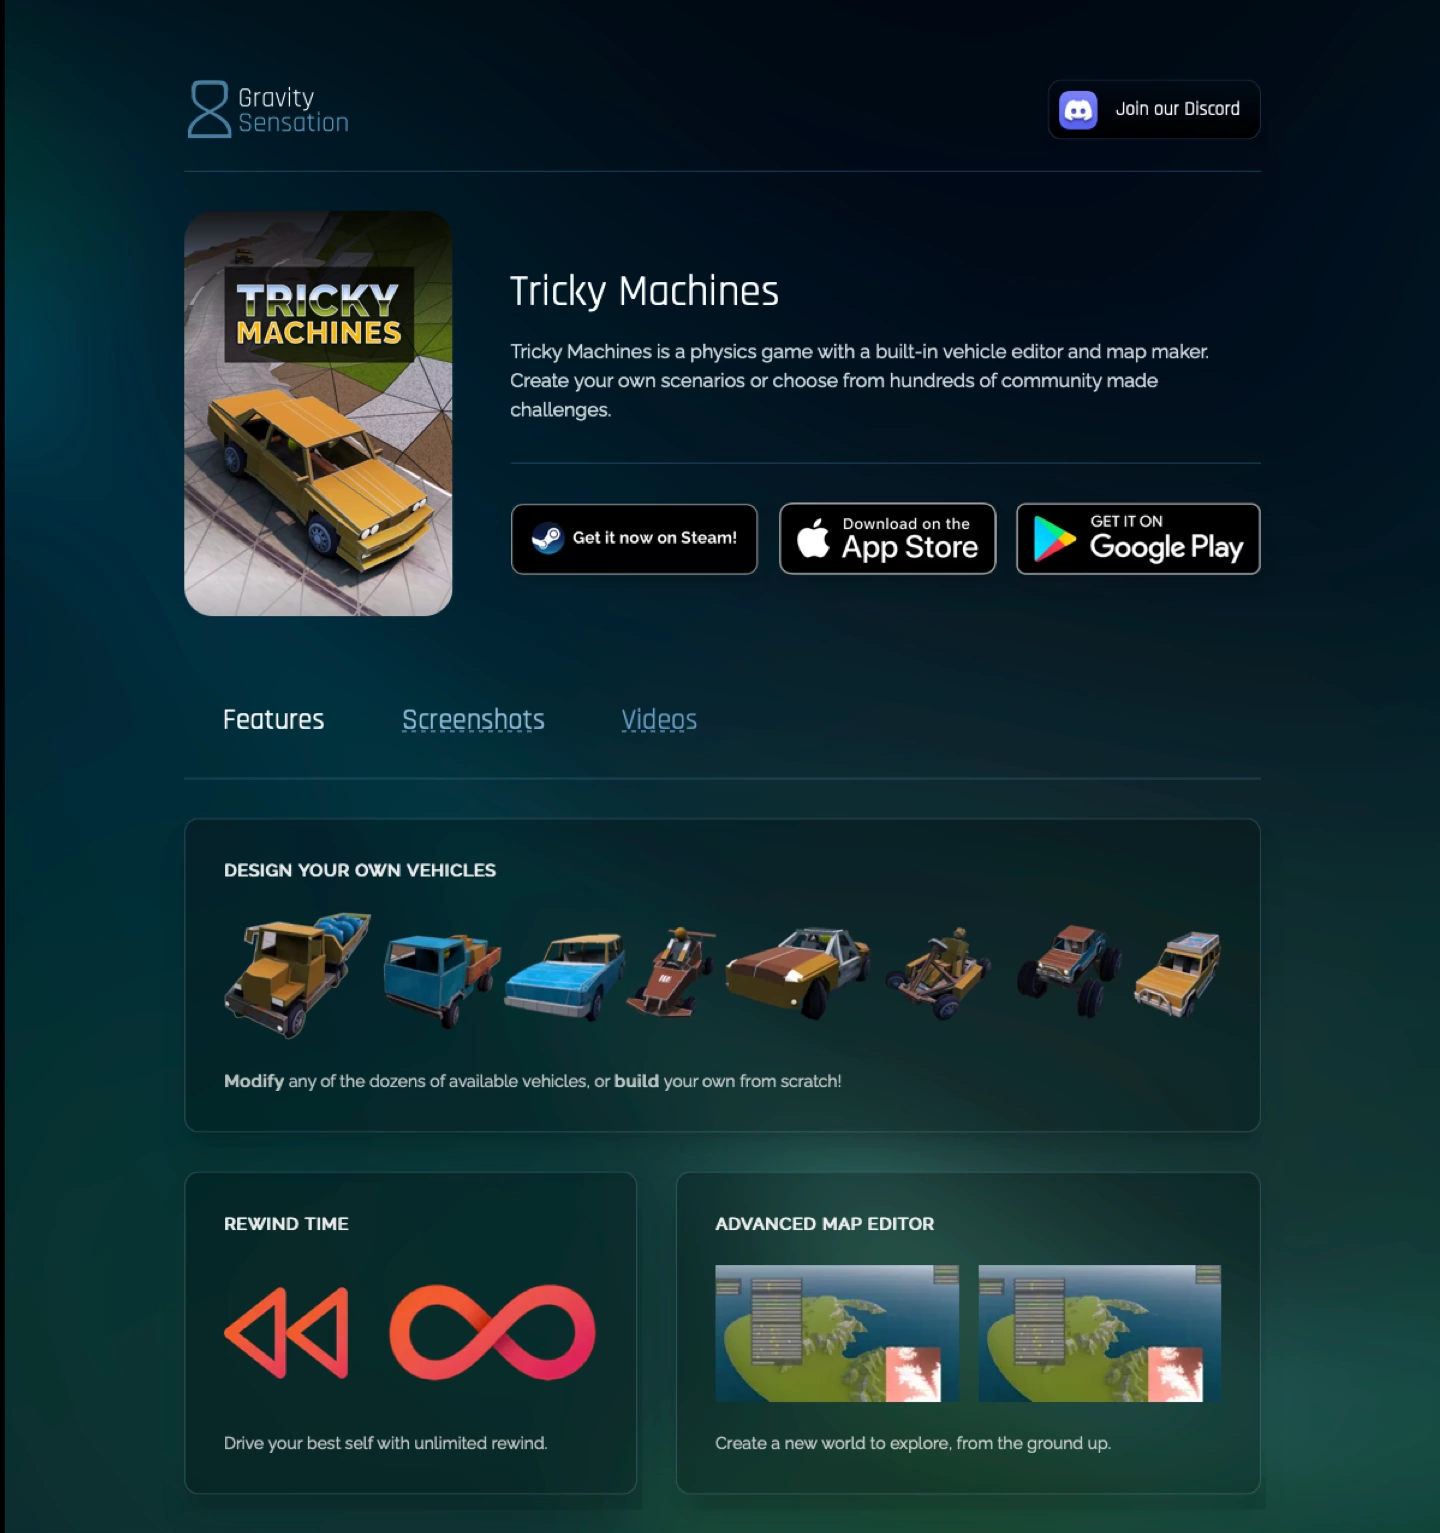 Gravity
Sensation
Join our Discord
TRICKY
MACHINES
Tricky Machines
Tricky Machines is a physics game with a built-in vehicle editor and map maker.
Create your own scenarios or choose from hundreds of community made
challenges.
Get it now on Steam!
Download on the
App Store
GET IT ON
Google Play
Features
Screenshots
Videos
DESIGN YOUR OWN VEHICLES
Modify any of the dozens of available vehicles, or build your own from scratch!
REWIND TIME
Drive your best self with unlimited rewind.
ADVANCED MAP EDITOR
Create a new world to explore, from the ground up.